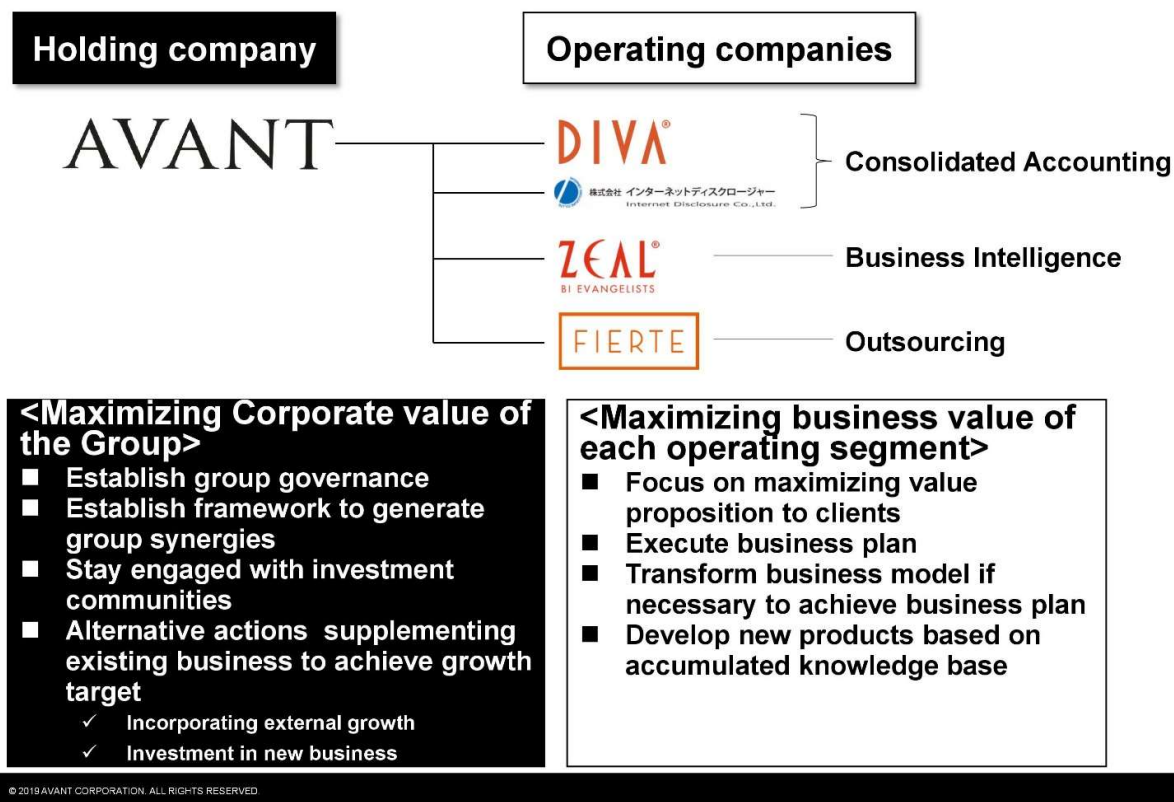 Holding company
Operating companies
AVANT
DIVA®
株式会社 インターネットディスクロージャー
Internet Disclosure Co.,Ltd.
Consolidated Accounting
ZEAL®
BI EVANGELISTS
Business Intelligence
FIERTE
Outsourcing
<Maximizing Corporate value of
the Group>
■ Establish group governance
■ Establish framework to generate
group synergies
■ Stay engaged with investment
communities
■ Alternative actions supplementing
existing business to achieve growth
target
✓ Incorporating external growth
✓ Investment in new business
<Maximizing business value of
each operating segment>
■ Focus on maximizing value
proposition to clients
■ Execute business plan
■ Transform business model if
necessary to achieve business plan
■ Develop new products based on
accumulated knowledge base
© 2019 AVANT CORPORATION. ALL RIGHTS RESERVED.